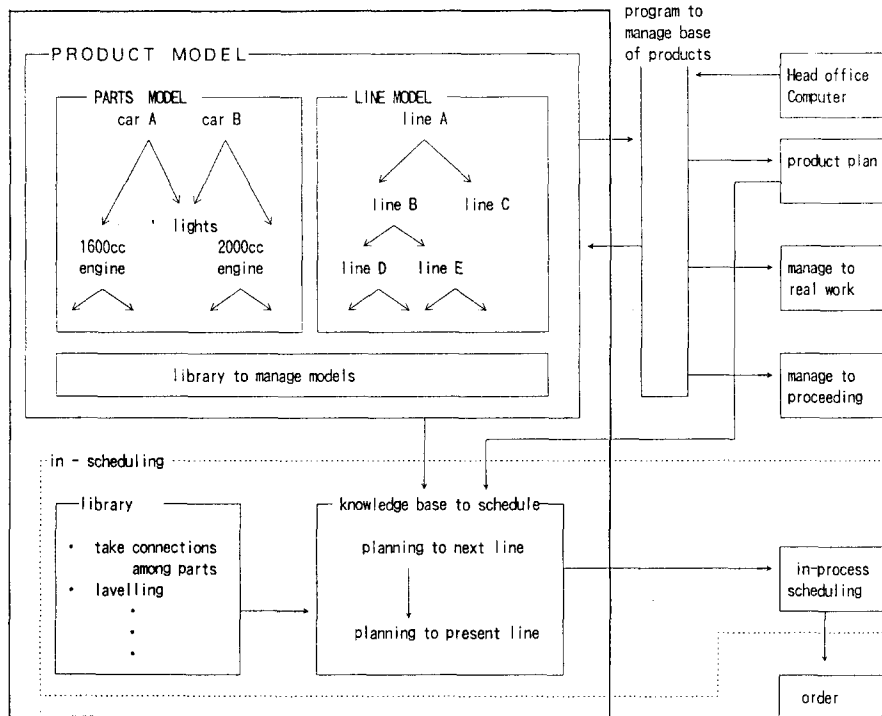 program to
manage base
of products
PRODUCT MODEL
PARTS MODEL
car A car B
lights
1600cc
engine
2000cc
engine
LINE MODEL
line A
line B line C
line D line E
library to manage models
Head office
Computer
product plan
manage to
real work
manage to
proceeding
in - scheduling
library
• take connections
among parts
• lavelling
•
•
•
knowledge base to schedule
planning to next line
planning to present line
in-process
scheduling
order